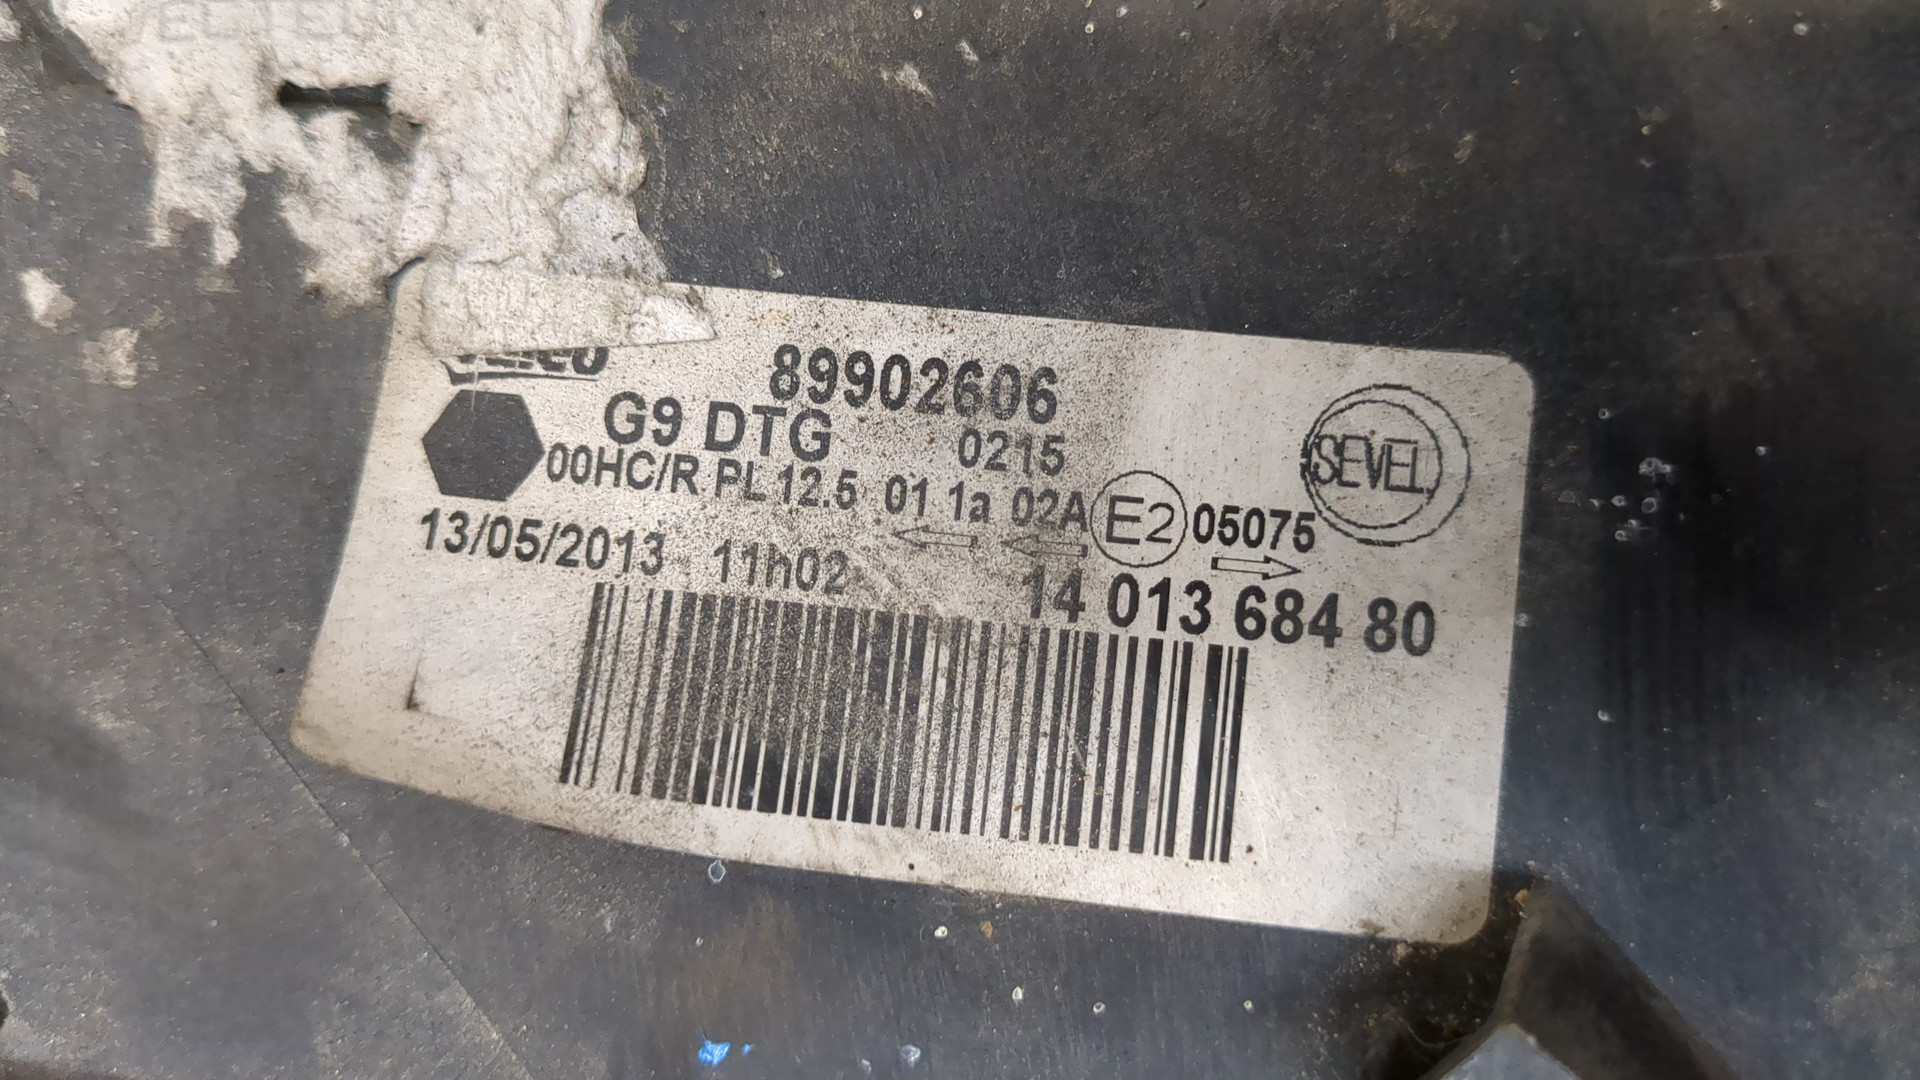 89902606
G9 DTG 0215
SEVEL
00HC/R PL 12.5 01 1a 02A E2 05075
13/05/2013 11h02
14 013 684 80